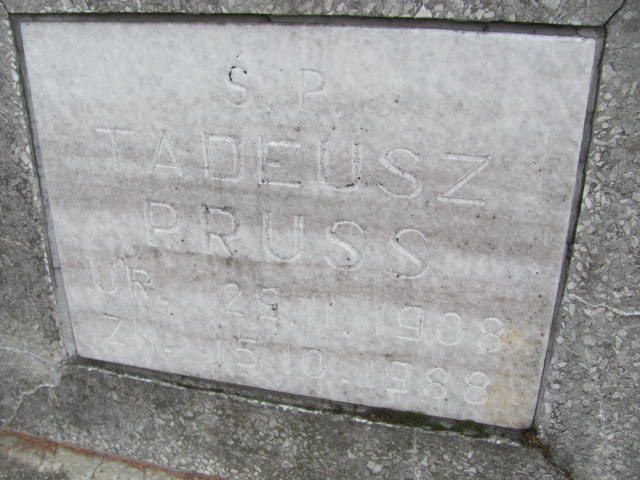 Ś.P.
TADEUSZ
PRUSS
UR. 29.1.1908
ZM. 15.10.1988